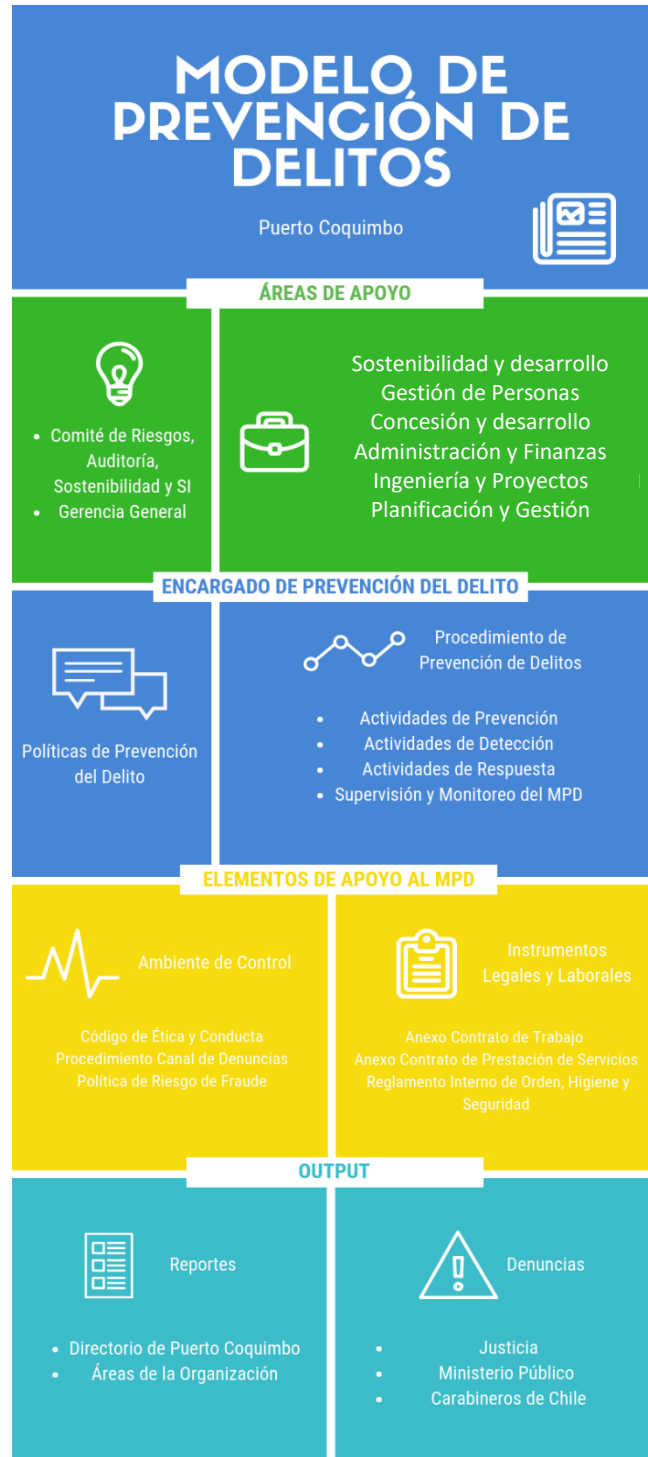 MODELO DE
PREVENCIÓN DE
DELITOS
Puerto Coquimbo
ÁREAS DE APOYO
• Comité de Riesgos,
Auditoría,
Sostenibilidad y SI
• Gerencia General
Sostenibilidad y desarrollo
Gestión de Personas
Concesión y desarrollo
Administración y Finanzas
Ingeniería y Proyectos
Planificación y Gestión
ENCARGADO DE PREVENCIÓN DEL DELITO
Políticas de Prevención
del Delito
Procedimiento de
Prevención de Delitos
• Actividades de Prevención
• Actividades de Detección
• Actividades de Respuesta
• Supervisión y Monitoreo del MPD
ELEMENTOS DE APOYO AL MPD
Ambiente de Control
Código de Ética y Conducta
Procedimiento Canal de Denuncias
Política de Riesgo de Fraude
Instrumentos
Legales y Laborales
Anexo Contrato de Trabajo
Anexo Contrato de Prestación de Servicios
Reglamento Interno de Orden, Higiene y
Seguridad
OUTPUT
Reportes
• Directorio de Puerto Coquimbo
• Áreas de la Organización
Denuncias
• Justicia
• Ministerio Público
• Carabineros de Chile